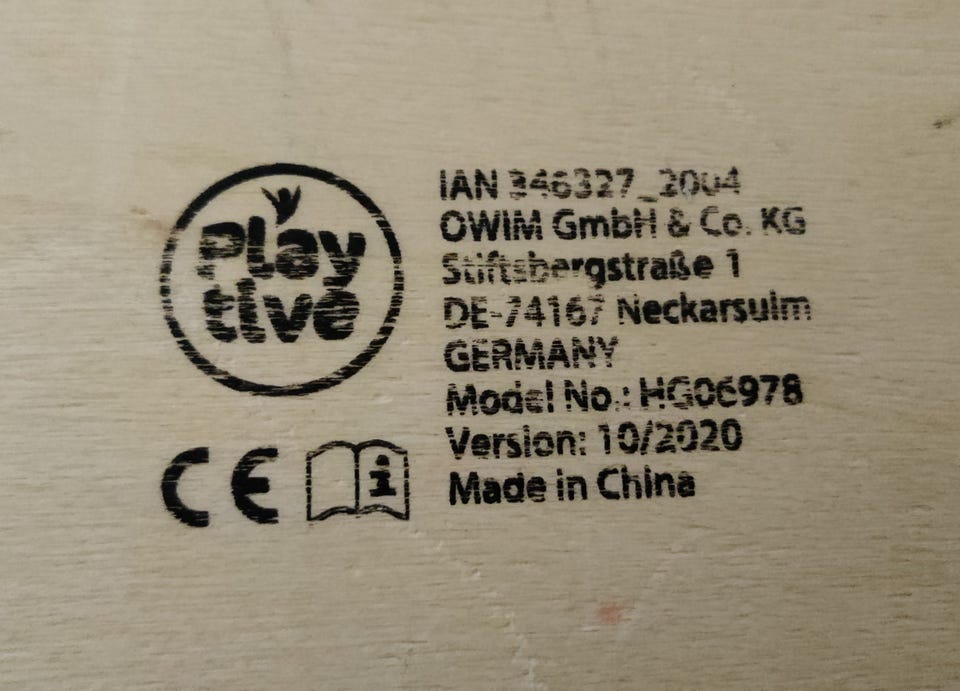 Play
tive
IAN 346327_2004
OWIM GmbH & Co. KG
Stiftsbergstraße 1
DE-74167 Neckarsulm
GERMANY
Model No.: HG06978
Version: 10/2020
Made in China
CE
i